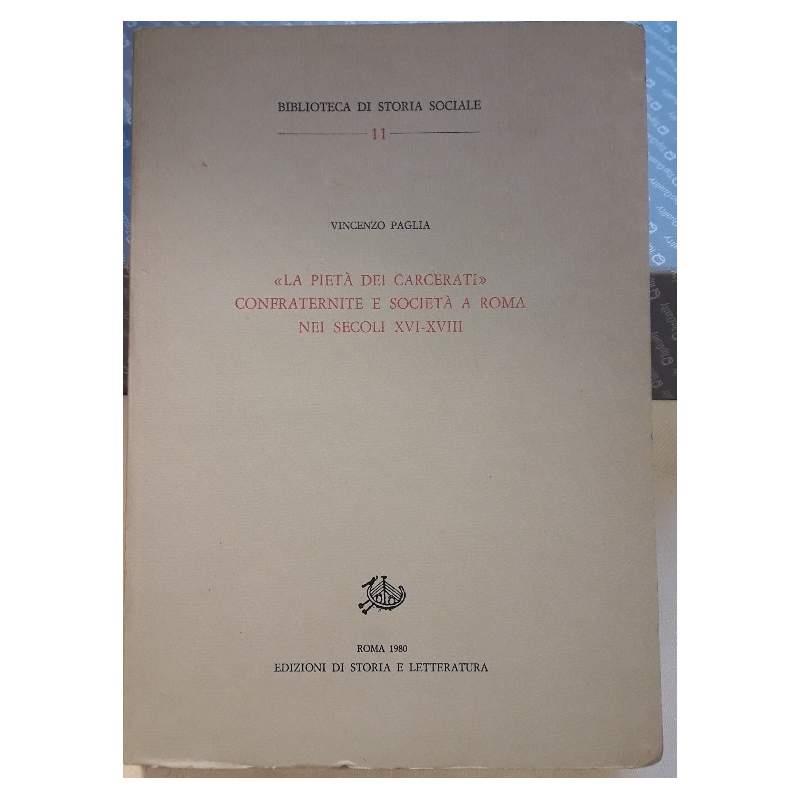 BIBLIOTECA DI STORIA SOCIALE
11
VINCENZO PAGLIA
«LA PIETÀ DEI CARCERATI»
CONFRATERNITE E SOCIETÀ A ROMA
NEI SECOLI XVI-XVIII
ROMA 1980
EDIZIONI DI STORIA E LETTERATURA